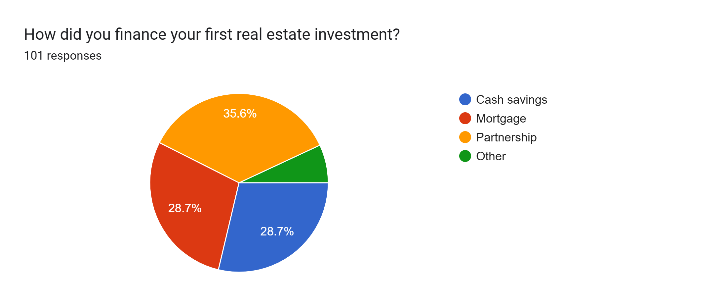 How did you finance your first real estate investment?
101 responses
35.6%
28.7%
28.7%
Cash savings
Mortgage
Partnership
Other